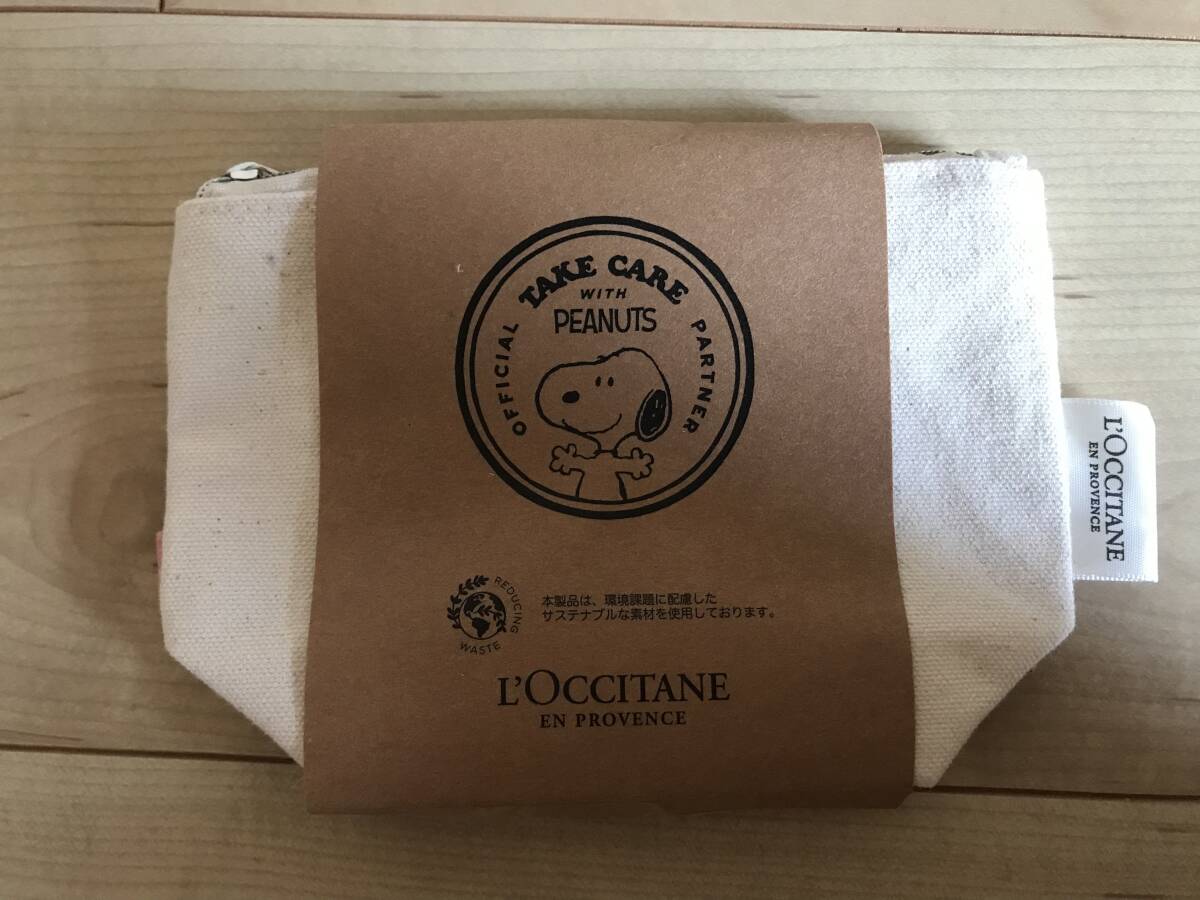 TAKE CARE
WITH
PEANUTS
OFFICIAL
PARTNER
REDUCING
WASTE
本製品は、環境課題に配慮した
サステナブルな素材を使用しております。
L'OCCITANE
EN PROVENCE
L'OCCITANE
EN PROVENCE